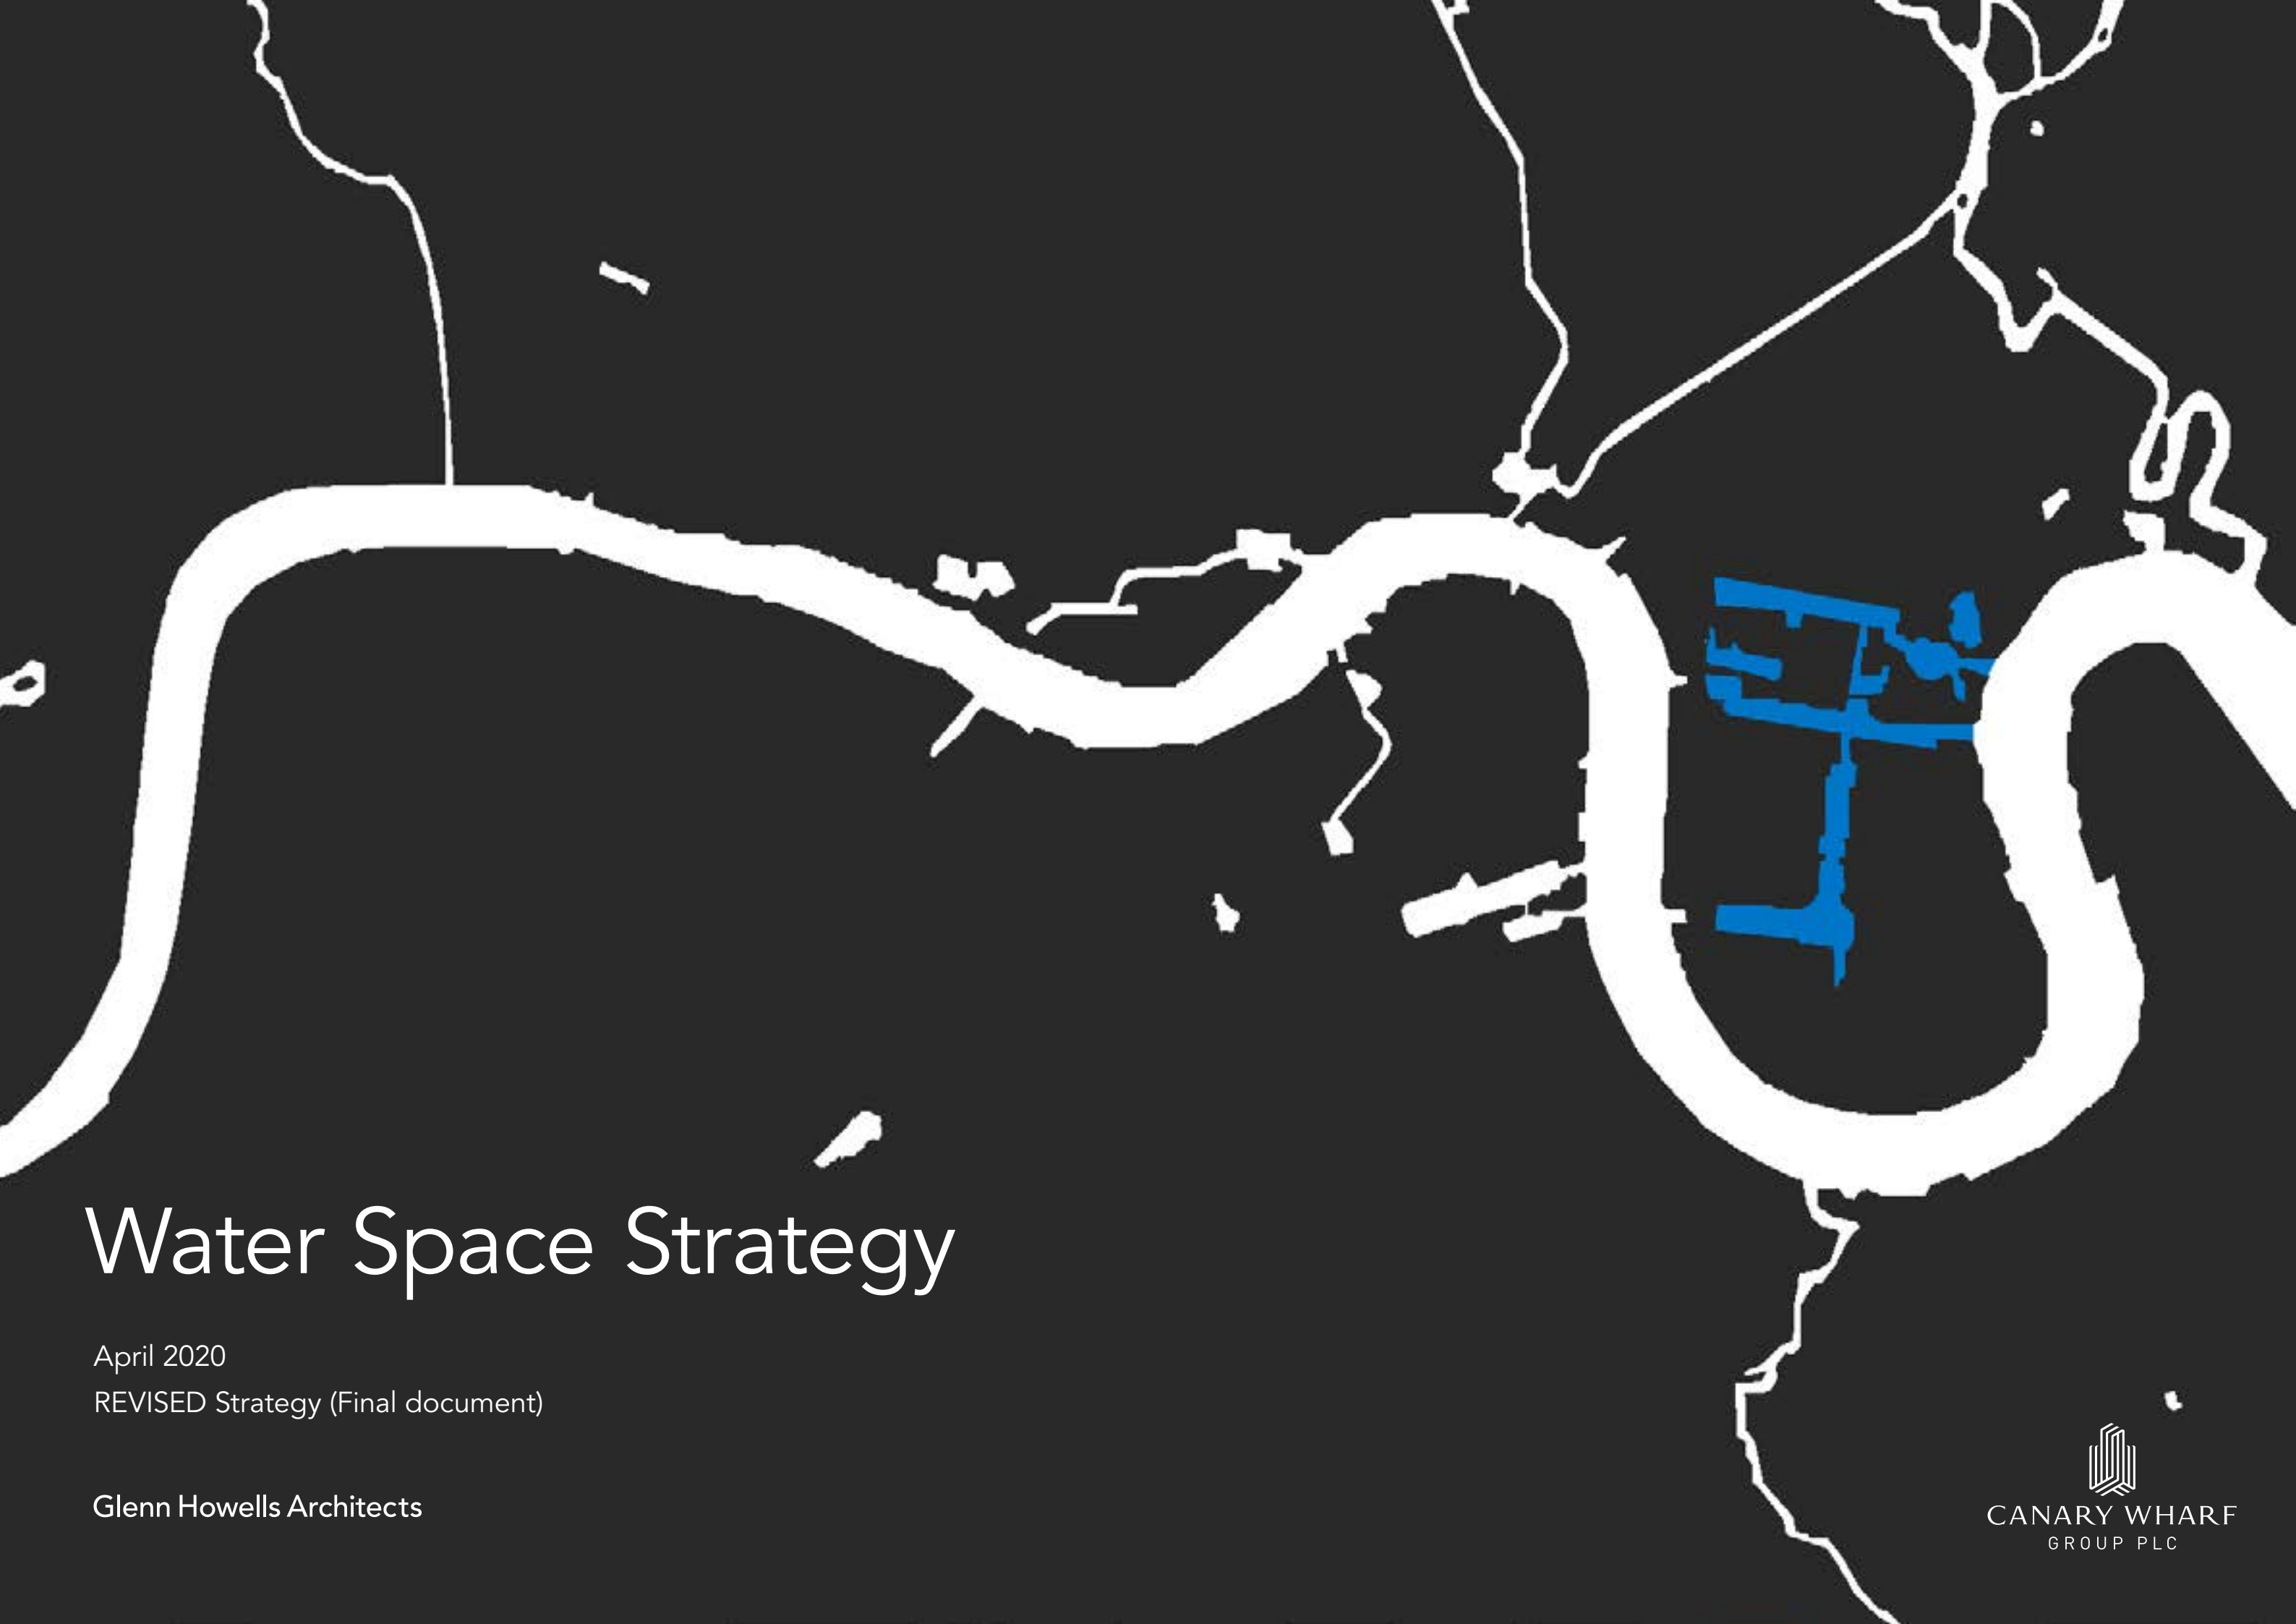 Water Space Strategy
April 2020
REVISED Strategy (Final document)
Glenn Howells Architects
CANARY WHARF
GROUP PLC